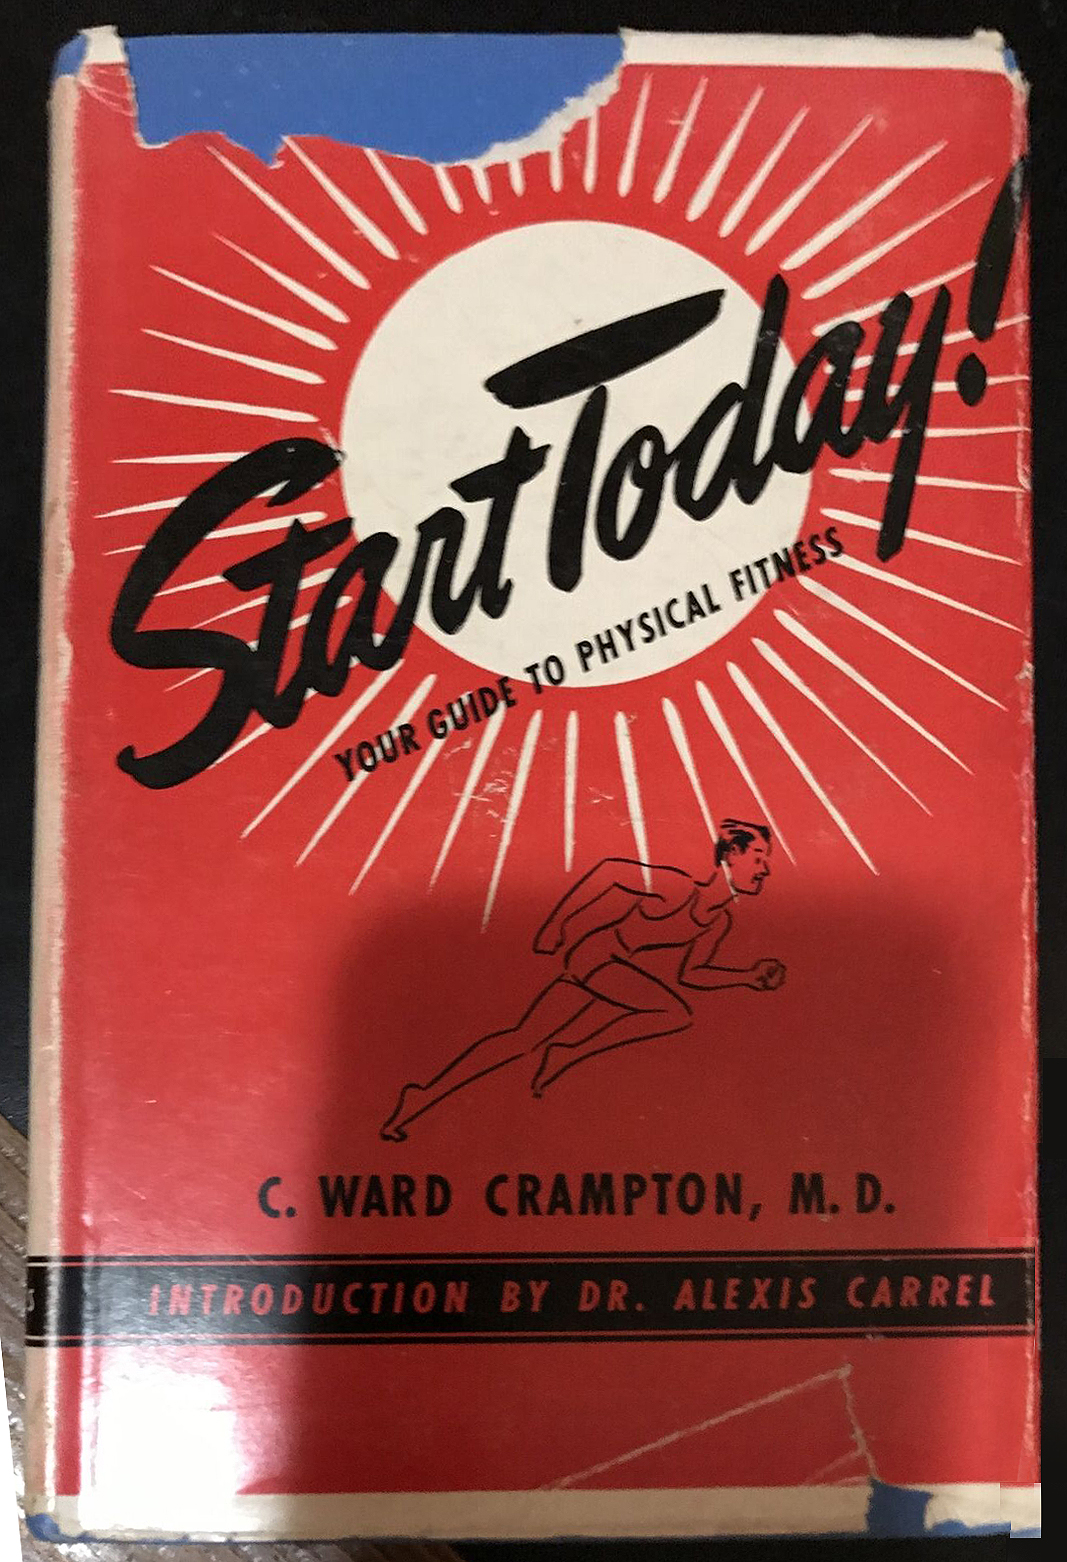 Start Today!
YOUR GUIDE TO PHYSICAL FITNESS
C. WARD CRAMPTON, M. D.
INTRODUCTION BY DR. ALEXIS CARREL